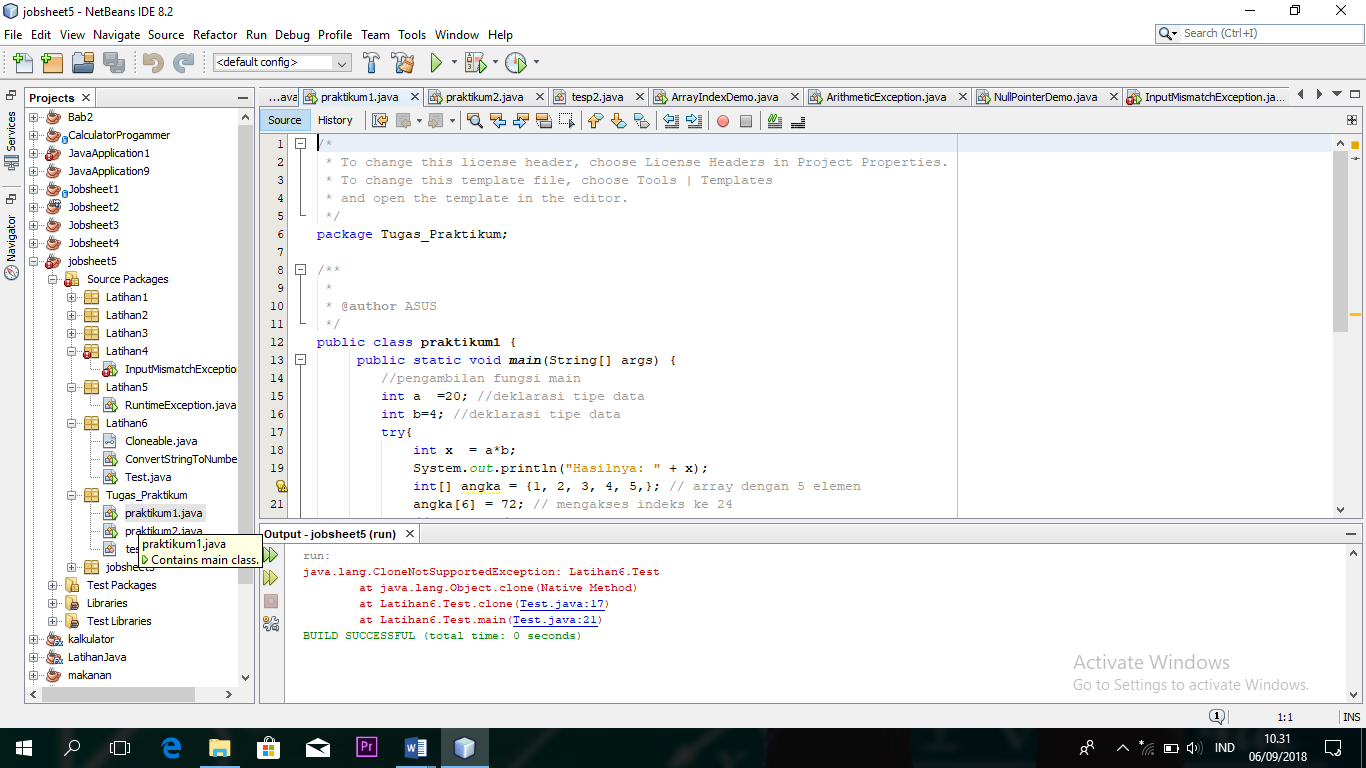 jobsheet5 - NetBeans IDE 8.2
File Edit View Navigate Source Refactor Run Debug Profile Team Tools Window Help
Search (Ctrl+I)
<default config>
Services
Navigator
Projects
Bab2
CalculatorProgammer
JavaApplication1
JavaApplication9
Jobsheet1
Jobsheet2
Jobsheet3
Jobsheet4
jobsheet5
Source Packages
Latihan1
Latihan2
Latihan3
Latihan4
InputMismatchExceptio
Latihan5
RuntimeException.java
Latihan6
Cloneable.java
ConvertStringToNumbe
Test.java
Tugas_Praktikum
praktikum1.java
praktikum2.java
praktikum1.java
Contains main class.
Test Packages
Libraries
Test Libraries
kalkulator
LatihanJava
makanan
...ava praktikum1.java praktikum2.java tesp2.java ArrayIndexDemo.java ArithmeticException.java NullPointerDemo.java InputMismatchException.ja...
Source History
1 /*
2 * To change this license header, choose License Headers in Project Properties.
3 * To change this template file, choose Tools | Templates
4 * and open the template in the editor.
5 */
6 package Tugas_Praktikum;
7
8 /**
9 *
10 * @author ASUS
11 */
12 public class praktikum1 {
13 public static void main(String[] args) {
14 //pengambilan fungsi main
15 int a  =20; //deklarasi tipe data
16 int b=4; //deklarasi tipe data
17 try{
18 int x  = a*b;
19 System.out.println("Hasilnya: " + x);
int[] angka = {1, 2, 3, 4, 5,}; // array dengan 5 elemen
21 angka[6] = 72; // mengakses indeks ke 24
Output - jobsheet5 (run)
run:
java.lang.CloneNotSupportedException: Latihan6.Test
at java.lang.Object.clone(Native Method)
at Latihan6.Test.clone(Test.java:17)
at Latihan6.Test.main(Test.java:21)
BUILD SUCCESSFUL (total time: 0 seconds)
Activate Windows
Go to Settings to activate Windows.
1
1:1
INS
Pr
IND
10.31
06/09/2018